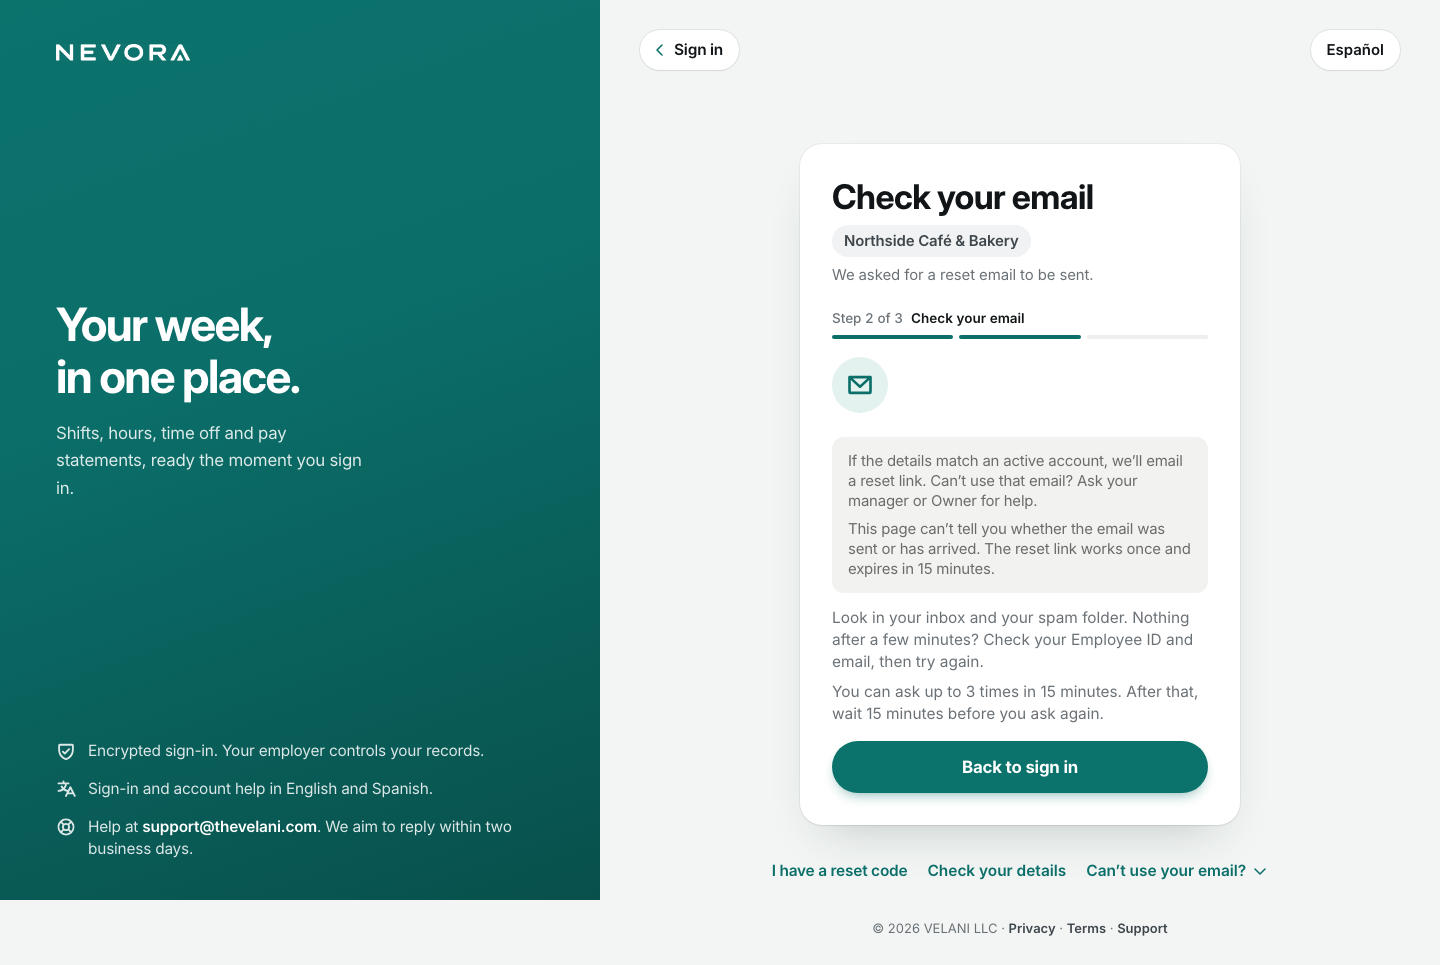 NEVORA
Your week,
in one place.
Shifts, hours, time off and pay
statements, ready the moment you sign
in.
Encrypted sign-in. Your employer controls your records.
Sign-in and account help in English and Spanish.
Help at support@thevelani.com. We aim to reply within two
business days.
Sign in
Español
Check your email
Northside Café & Bakery
We asked for a reset email to be sent.
Step 2 of 3 Check your email
If the details match an active account, we’ll email
a reset link. Can’t use that email? Ask your
manager or Owner for help.
This page can’t tell you whether the email was
sent or has arrived. The reset link works once and
expires in 15 minutes.
Look in your inbox and your spam folder. Nothing
after a few minutes? Check your Employee ID and
email, then try again.
You can ask up to 3 times in 15 minutes. After that,
wait 15 minutes before you ask again.
Back to sign in
I have a reset code Check your details Can’t use your email?
© 2026 VELANI LLC · Privacy · Terms · Support